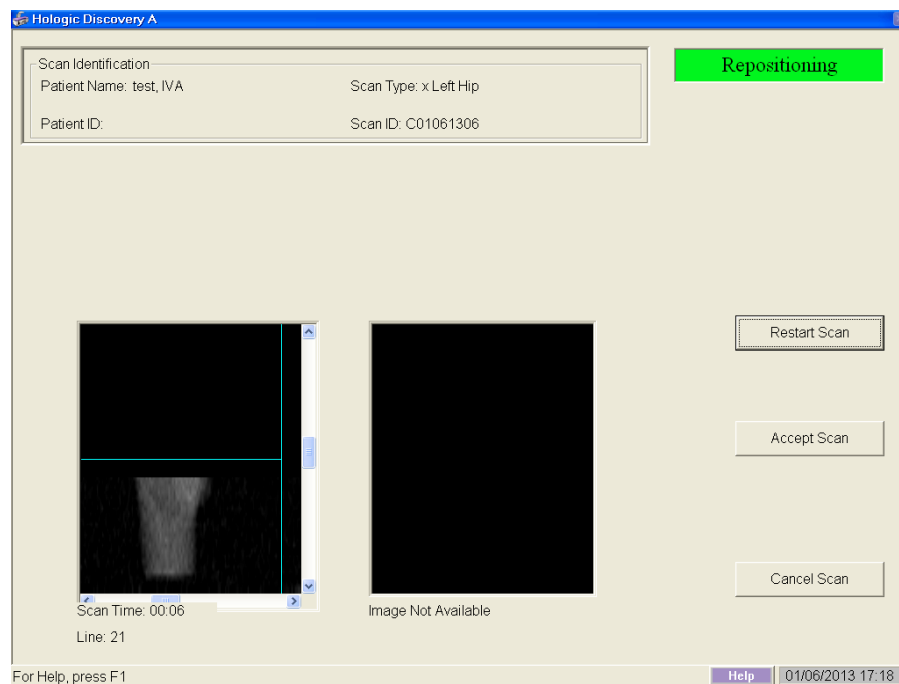 Hologic Discovery A
Scan Identification
Patient Name: test, IVA
Scan Type: x Left Hip
Patient ID:
Scan ID: C01061306
Repositioning
Restart Scan
Accept Scan
Cancel Scan
Scan Time: 00:06
Image Not Available
Line: 21
For Help, press F1
Help
01/06/2013 17:18